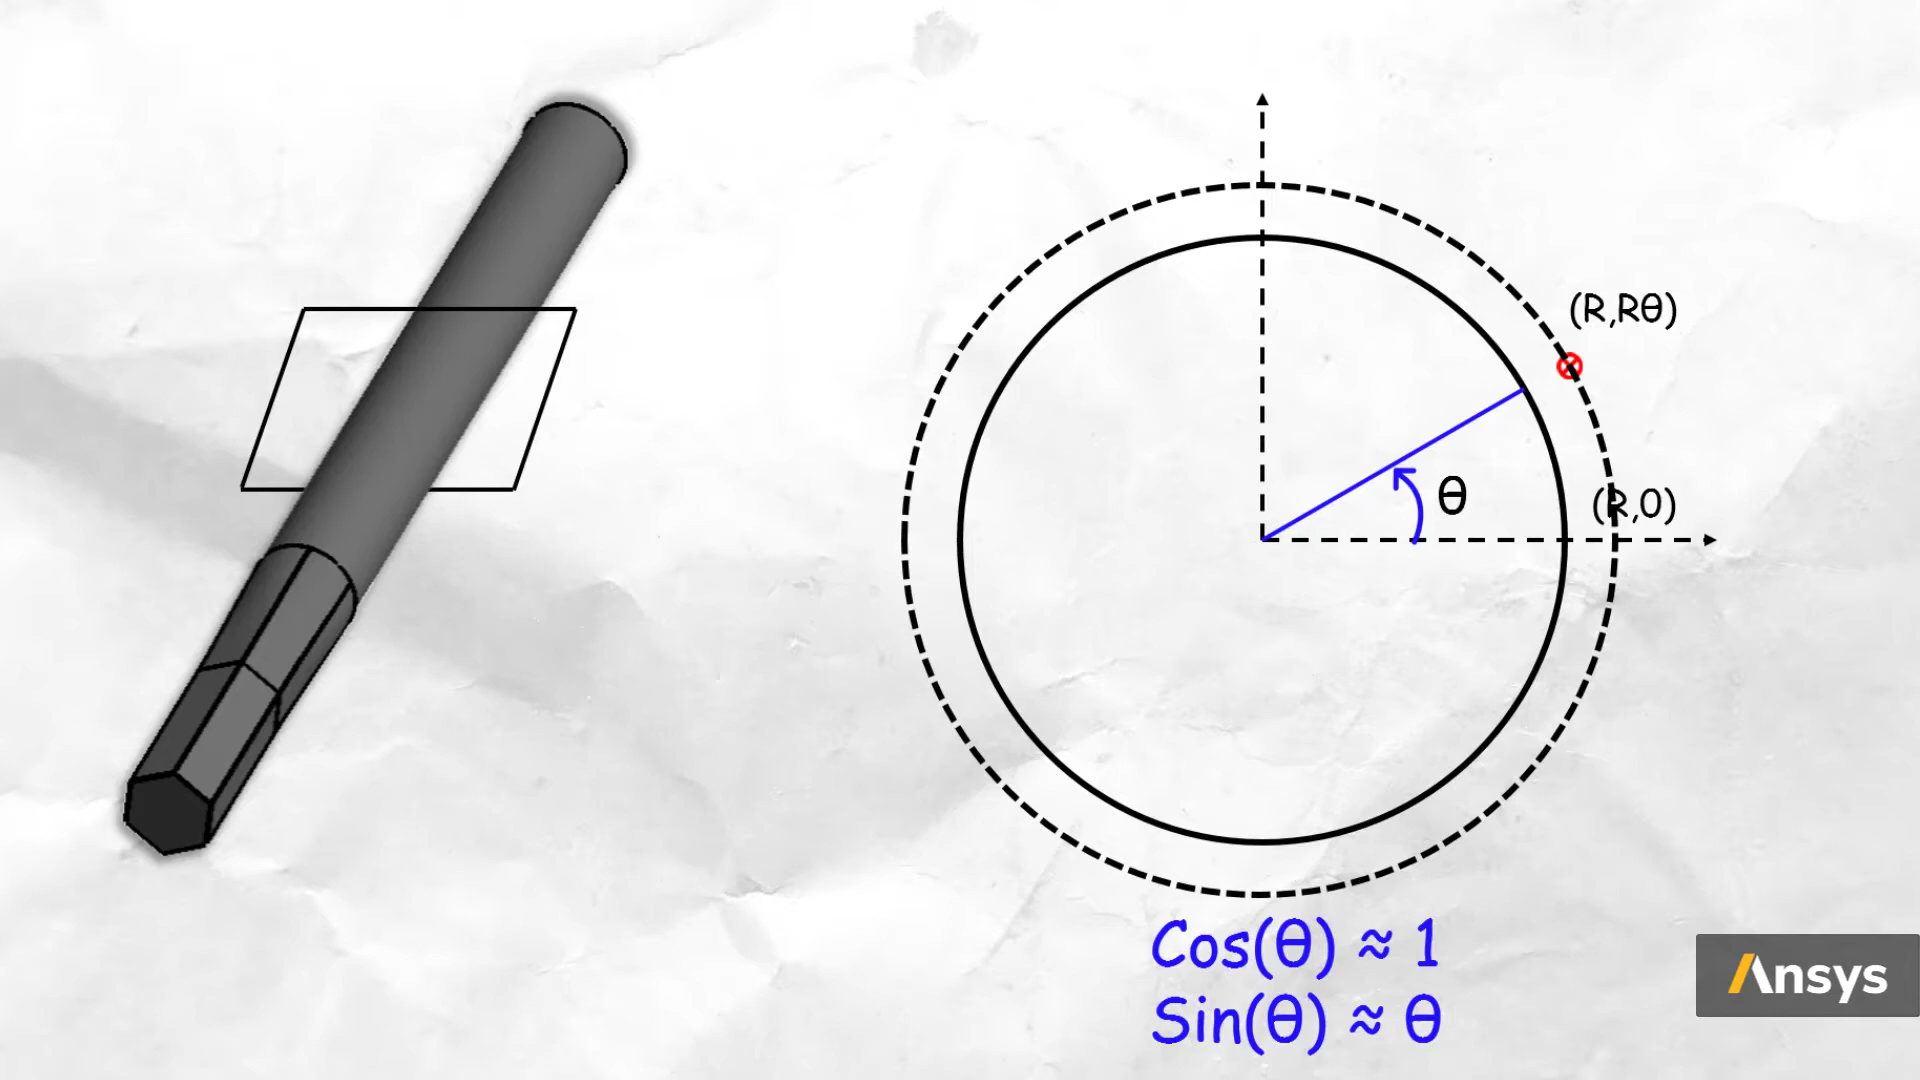 (R,Rθ)
θ
(R,0)
Cos(θ) ≈ 1
Sin(θ) ≈ θ
Ansys